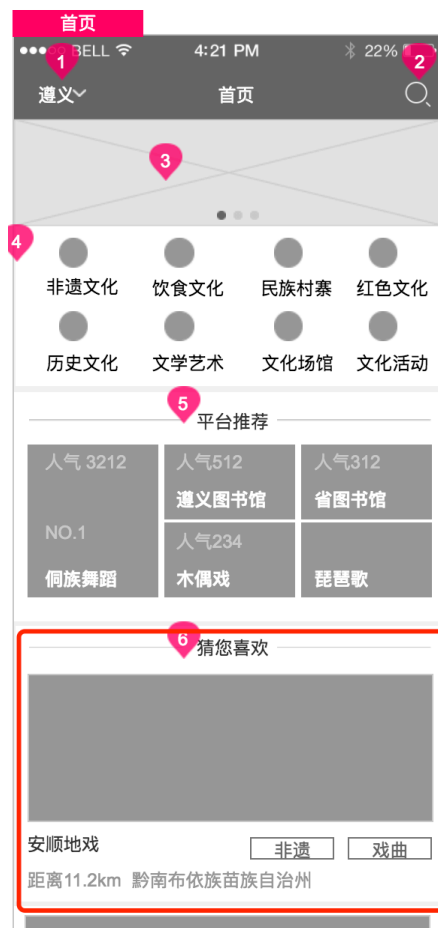 首页
BELL 4:21 PM 22%
1 2
遵义 首页
3
4
非遗文化 饮食文化 民族村寨 红色文化
历史文化 文学艺术 文化场馆 文化活动
5
平台推荐
人气 3212 人气512 人气312
遵义图书馆 省图书馆
NO.1 人气234
侗族舞蹈 木偶戏 琵琶歌
6
猜您喜欢
安顺地戏 非遗 戏曲
距离11.2km 黔南布依族苗族自治州